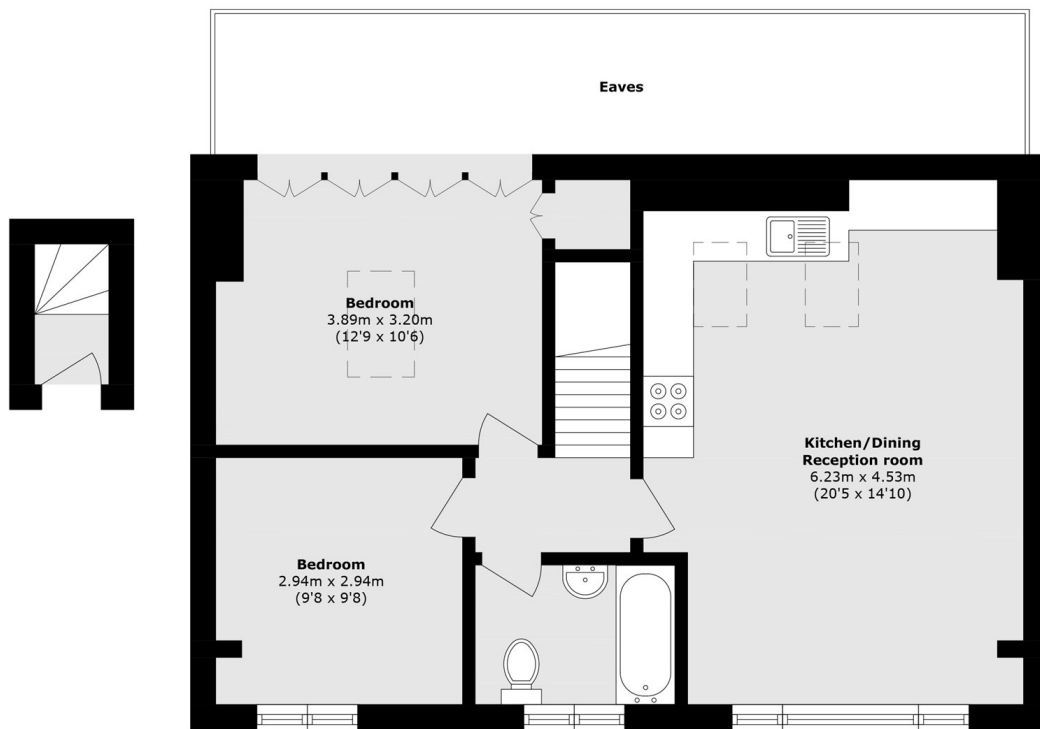 Eaves
Bedroom
3.89m x 3.20m
(12'9 x 10'6)
Kitchen/Dining
Reception room
6.23m x 4.53m
(20'5 x 14'10)
Bedroom
2.94m x 2.94m
(9'8 x 9'8)